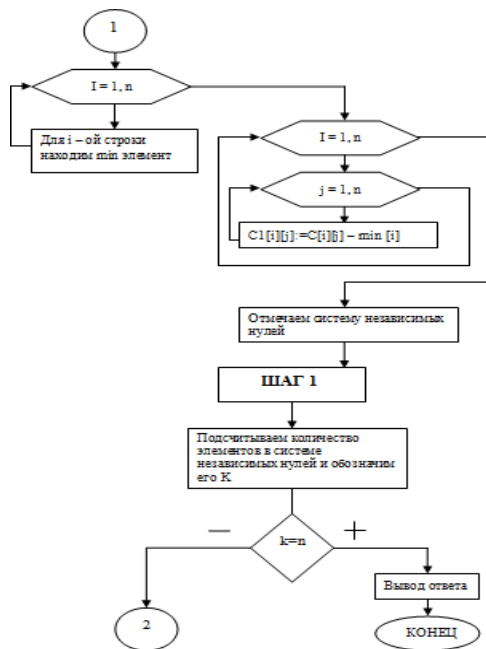 1
I = 1, n
Для i – ой строки
находим min элемент
I = 1, n
j = 1, n
C1[i][j]:=C[i][j] – min [i]
Отмечаем систему независимых
нулей
ШАГ 1
Подсчитываем количество
элементов в системе
независимых нулей и обозначим
его K
—
+
k=n
Вывод ответа
2
КОНЕЦ